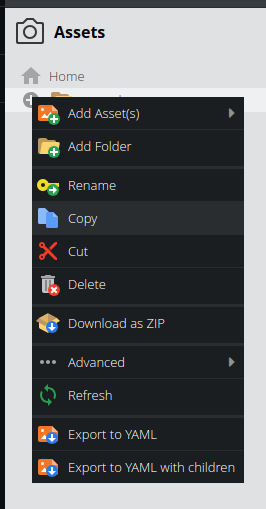 Assets
Home
Add Asset(s)
Add Folder
Rename
Copy
Cut
Delete
Download as ZIP
Advanced
Refresh
Export to YAML
Export to YAML with children